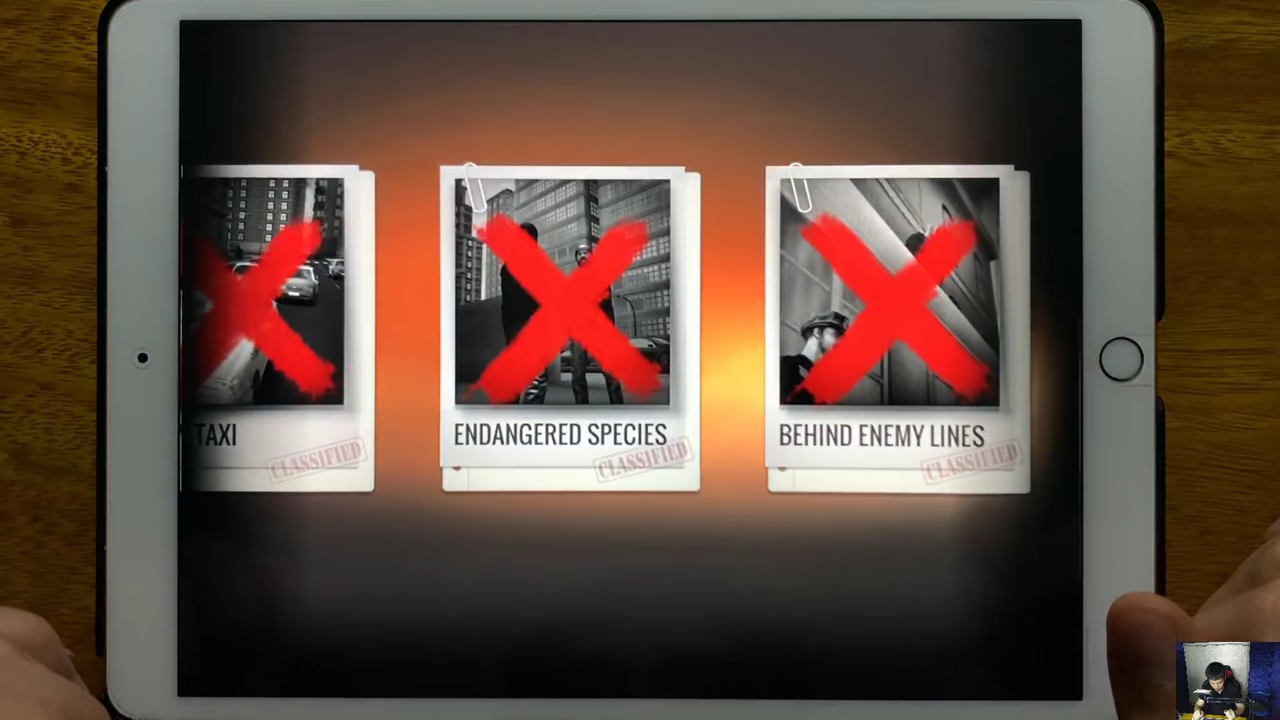 TAXI
CLASSIFIED
ENDANGERED SPECIES
CLASSIFIED
BEHIND ENEMY LINES
CLASSIFIED